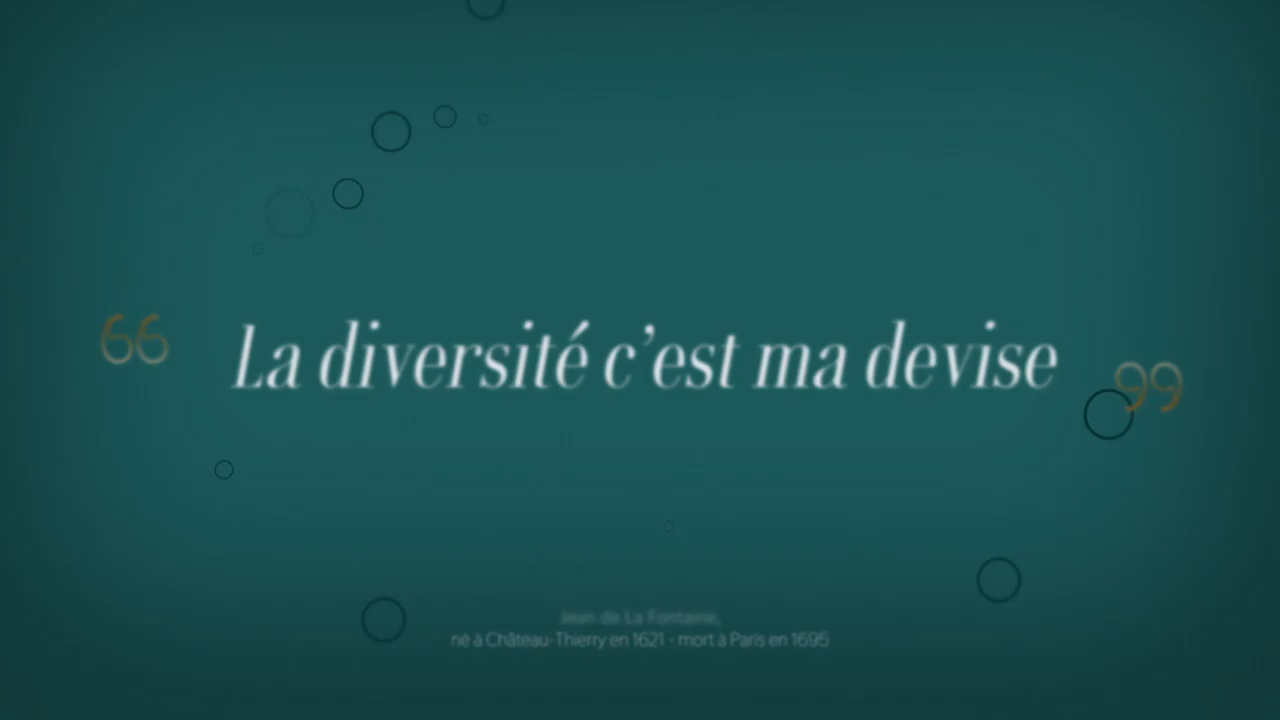 “ La diversité c’est ma devise ”
Jean de La Fontaine,
né à Château-Thierry en 1621 - mort à Paris en 1695